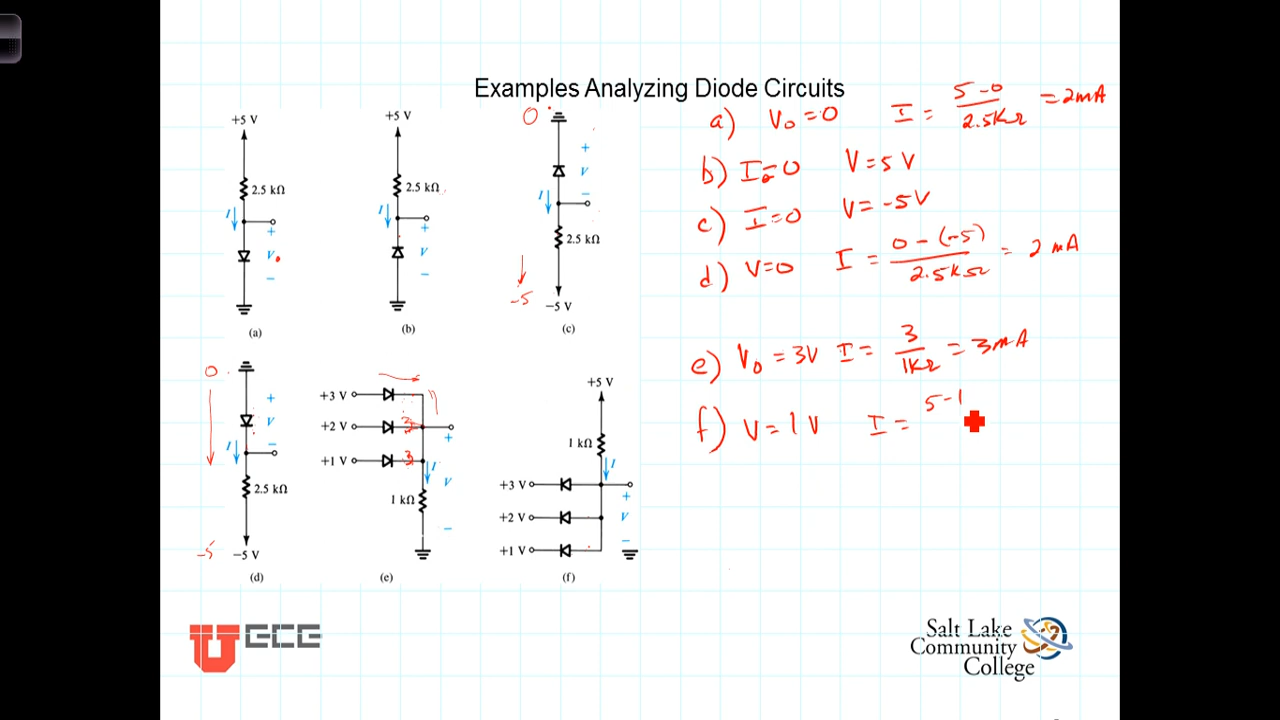 Examples Analyzing Diode Circuits
+5 V
2.5 kΩ
I
+
V₀
−
(a)
+5 V
2.5 kΩ
I
+
V
−
(b)
0
+
V
−
I
2.5 kΩ
-5
−5 V
(c)
0
+
V
−
I
2.5 kΩ
-5
−5 V
(d)
+3 V
+2 V
3
+1 V
3
+
I
V
1 kΩ
−
(e)
+5 V
1 kΩ
I
+3 V
+
+2 V
V
+1 V
−
(f)
a) V₀ = 0 I = 5-0 / 2.5KΩ = 2mA
b) I = 0 V = 5 V
c) I = 0 V = -5V
d) V = 0 I = 0-(-5) / 2.5KΩ = 2 mA
e) V₀ = 3V I = 3 / 1KΩ = 3mA
f) V = 1 V I = 5-1
U ECE
Salt Lake
Community
College